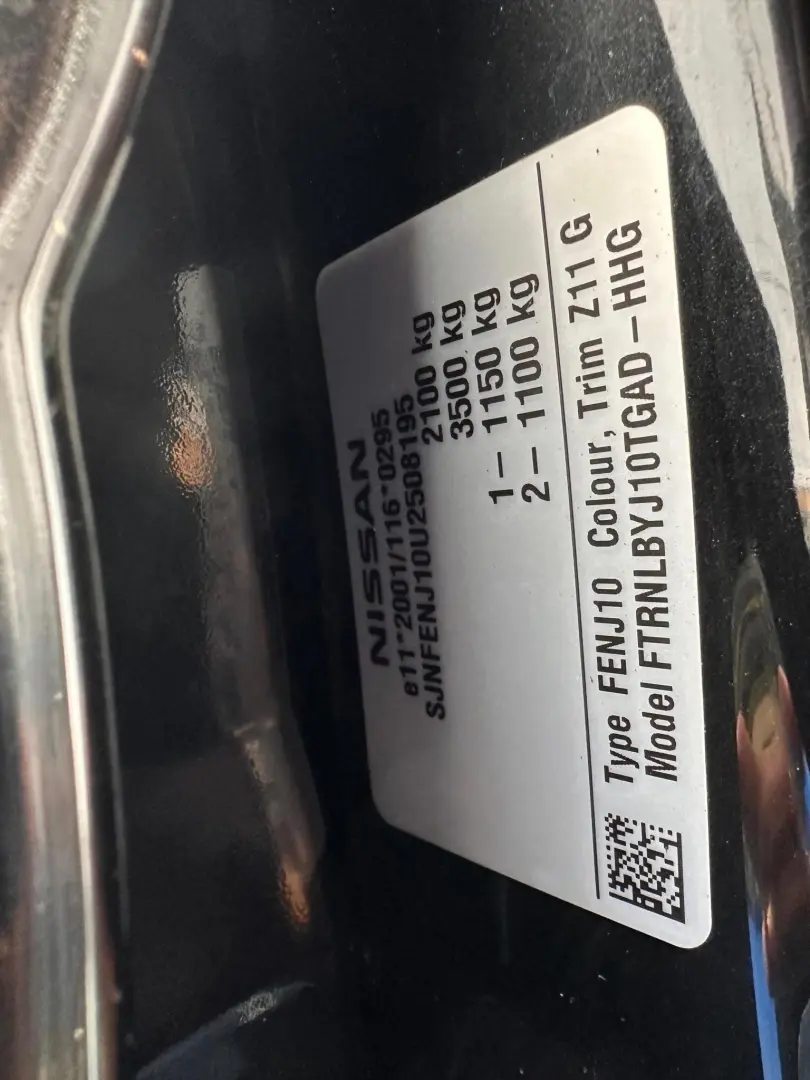 NISSAN
e11*2001/116*0295
SJNFENJ10U2508195
2100 kg
3500 kg
1 – 1150 kg
2 – 1100 kg
Type FENJ10 Colour, Trim Z11 G
Model FTRNLBYJ10TGAD – HHG